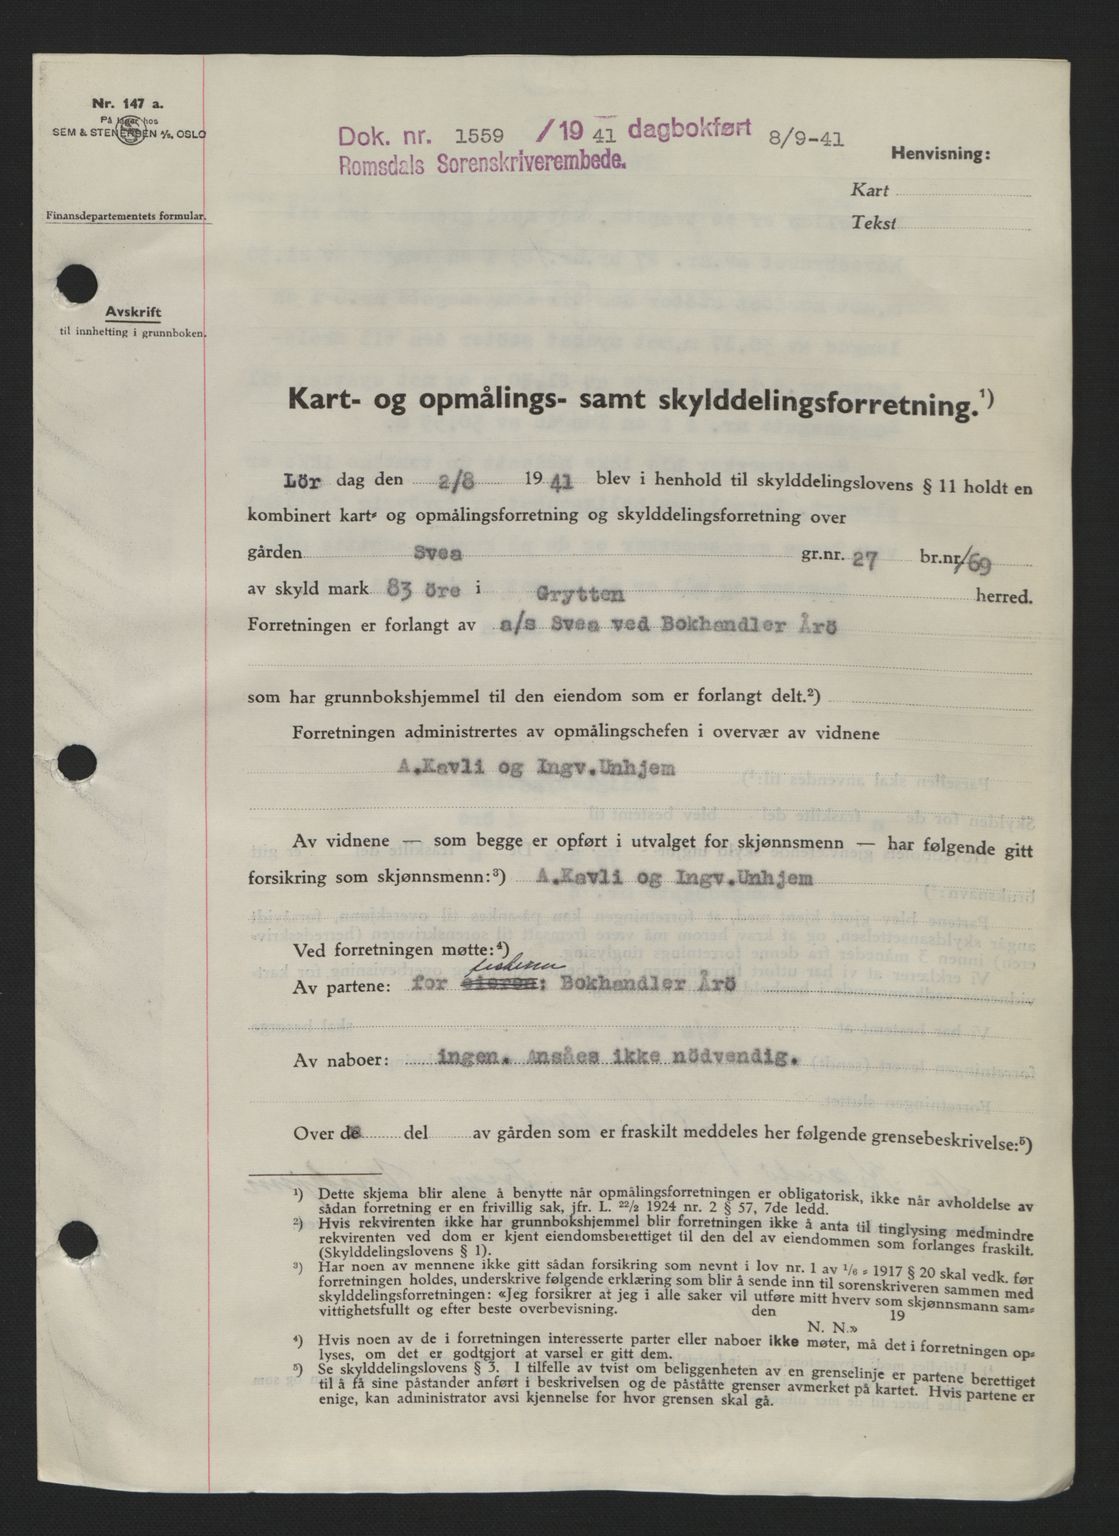 Nr. 147 a.
På lager hos
SEM & STENERSEN A/S, OSLO
Finansdepartementets formular.
Avskrift
til innhefting i grunnboken.
Dok. nr. 1559 /19 41 dagbokført 8/9-41
Romsdals Sorenskriverembede.
Henvisning:
Kart
Tekst
Kart- og opmålings- samt skylddelingsforretning.¹)
Lör dag den 2/8 19 41 blev i henhold til skylddelingslovens § 11 holdt en
kombinert kart- og opmålingsforretning og skylddelingsforretning over
gården Svea gr.nr. 27 br.nr. 169
av skyld mark 83 öre i Grytten herred.
Forretningen er forlangt av a/s Svea ved Bokhandler Årö
som har grunnbokshjemmel til den eiendom som er forlangt delt.²)
Forretningen administrertes av opmålingschefen i overvær av vidnene
A.Kavli og Ingv.Unhjem
Av vidnene — som begge er opført i utvalget for skjønnsmenn — har følgende gitt
forsikring som skjønnsmenn:³) A.Kavli og Ingv.Unhjem
Ved forretningen møtte:⁴)
Av partene: for eieren: Bokhandler Årö
Av naboer: ingen. Ansåes ikke nödvendig.
Over de del av gården som er fraskilt meddeles her følgende grensebeskrivelse:⁵)
¹) Dette skjema blir alene å benytte når opmålingsforretningen er obligatorisk, ikke når avholdelse av
sådan forretning er en frivillig sak, jfr. L. 22/2 1924 nr. 2 § 57, 7de ledd.
²) Hvis rekvirenten ikke har grunnbokshjemmel blir forretningen ikke å anta til tinglysing medmindre
rekvirenten ved dom er kjent eiendomsberettiget til den del av eiendommen som forlanges fraskilt.
(Skylddelingslovens § 1).
³) Har noen av mennene ikke gitt sådan forsikring som nevnt i lov nr. 1 av 1/6 - 1917 § 20 skal vedk. før
forretningen holdes, underskrive følgende erklæring som blir å sende inn til sorenskriveren sammen med
skylddelingsforretningen: «Jeg forsikrer at jeg i alle saker vil utføre mitt hverv som skjønnsmann sam-
vittighetsfullt og efter beste overbevisning. den 19
N. N.»
⁴) Hvis noen av de i forretningen interesserte parter eller naboer ikke møter, må det i forretningen op-
lyses, om det er godtgjort at varsel er gitt dem.
⁵) Se skylddelingslovens § 3. I tilfelle av tvist om beliggenheten av en grenselinje er partene berettiget
til å få sine påstander anført i beskrivelsen og de påståtte grenser avmerket på kartet. Hvis partene er
enige, kan administrator avsi kjennelse for hvor grensen skal gå.